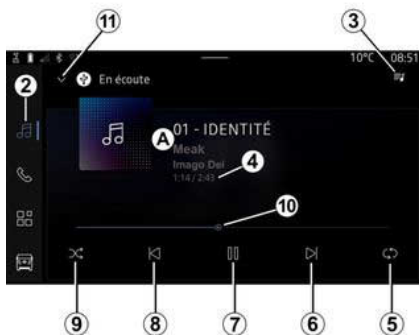 11
3
10°C 08:51
2
En écoute
A
01 - IDENTITÉ
Meak
Imago Dei
4
1:14 / 2:43
10
9
8
7
6
5